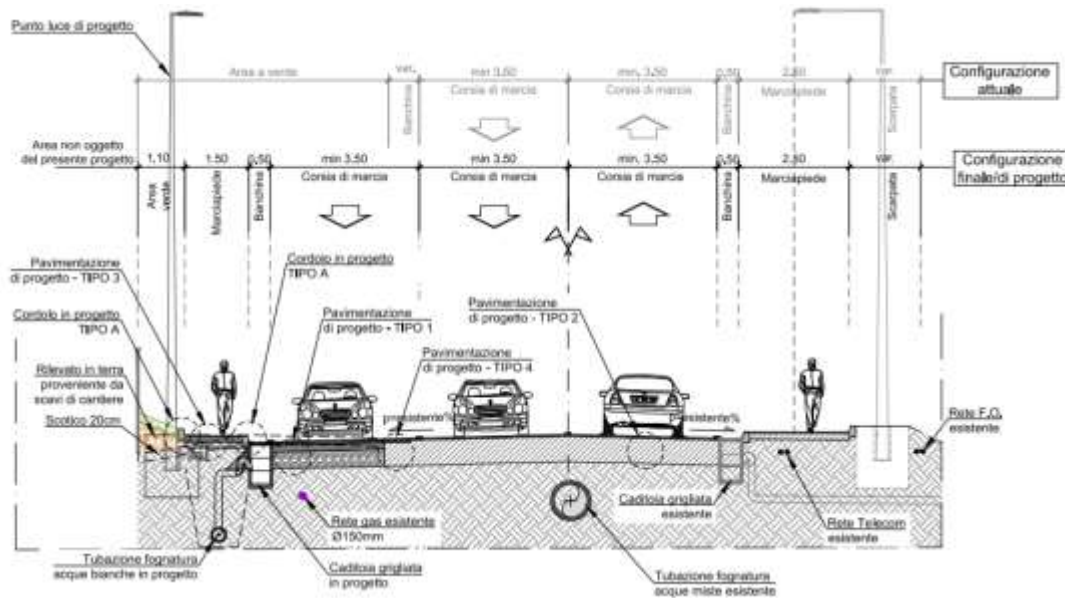 Punto luce di progetto
Area a verde
var.
min 3.50
min. 3.50
0,50
2.50
var.
Banchina
Corsia di marcia
Corsia di marcia
Banchina
Marciapiede
Scarpata
Configurazione
attuale
Area non oggetto
del presente progetto
1,10
1.50
0,50
min 3.50
min 3.50
min. 3.50
0,50
2.50
var.
Area
verde
Marciapiede
Banchina
Corsia di marcia
Corsia di marcia
Corsia di marcia
Banchina
Marciapiede
Scarpata
Configurazione
finale/di progetto
Pavimentazione
di progetto - TIPO 3
Cordolo in progetto
TIPO A
Cordolo in progetto
TIPO A
Pavimentazione
di progetto - TIPO 1
Pavimentazione
di progetto - TIPO 2
Pavimentazione
di progetto - TIPO 4
Rilevato in terra
proveniente da
scavi di cantiere
Scotico 20cm
presistente%
presistente%
Rete F.O.
esistente
Caditoia grigliata
esistente
Rete Telecom
esistente
Rete gas esistente
Ø150mm
Tubazione fognatura
acque bianche in progetto
Caditoia grigliata
in progetto
Tubazione fognatura
acque miste esistente